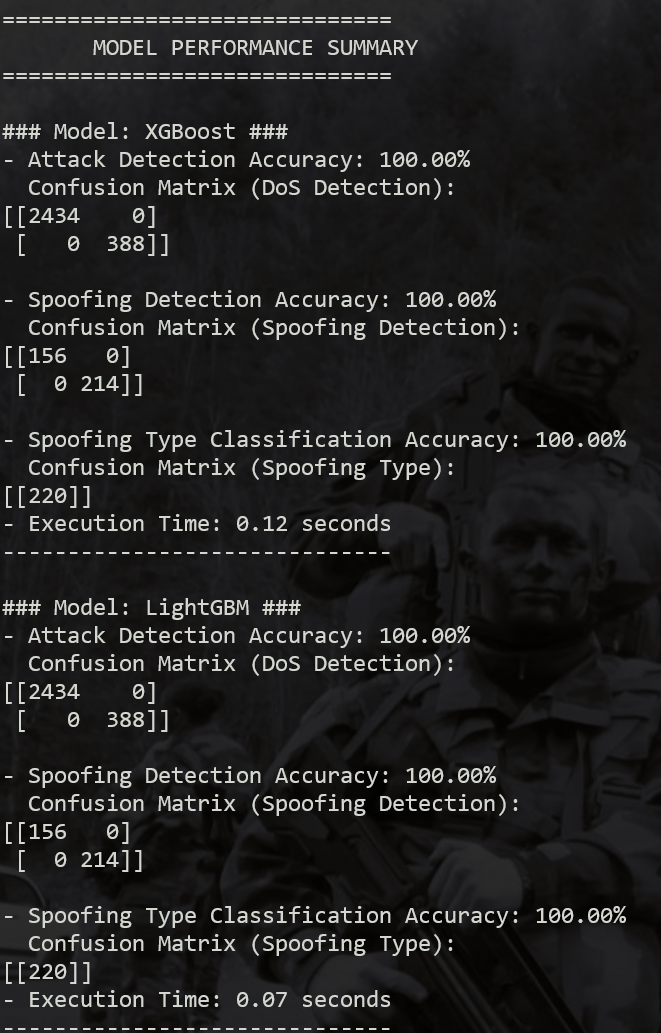 ==============================
MODEL PERFORMANCE SUMMARY
==============================
### Model: XGBoost ###
- Attack Detection Accuracy: 100.00%
Confusion Matrix (DoS Detection):
[[2434    0]
[   0  388]]
- Spoofing Detection Accuracy: 100.00%
Confusion Matrix (Spoofing Detection):
[[156   0]
[  0 214]]
- Spoofing Type Classification Accuracy: 100.00%
Confusion Matrix (Spoofing Type):
[[220]]
- Execution Time: 0.12 seconds
------------------------------
### Model: LightGBM ###
- Attack Detection Accuracy: 100.00%
Confusion Matrix (DoS Detection):
[[2434    0]
[   0  388]]
- Spoofing Detection Accuracy: 100.00%
Confusion Matrix (Spoofing Detection):
[[156   0]
[  0 214]]
- Spoofing Type Classification Accuracy: 100.00%
Confusion Matrix (Spoofing Type):
[[220]]
- Execution Time: 0.07 seconds
------------------------------